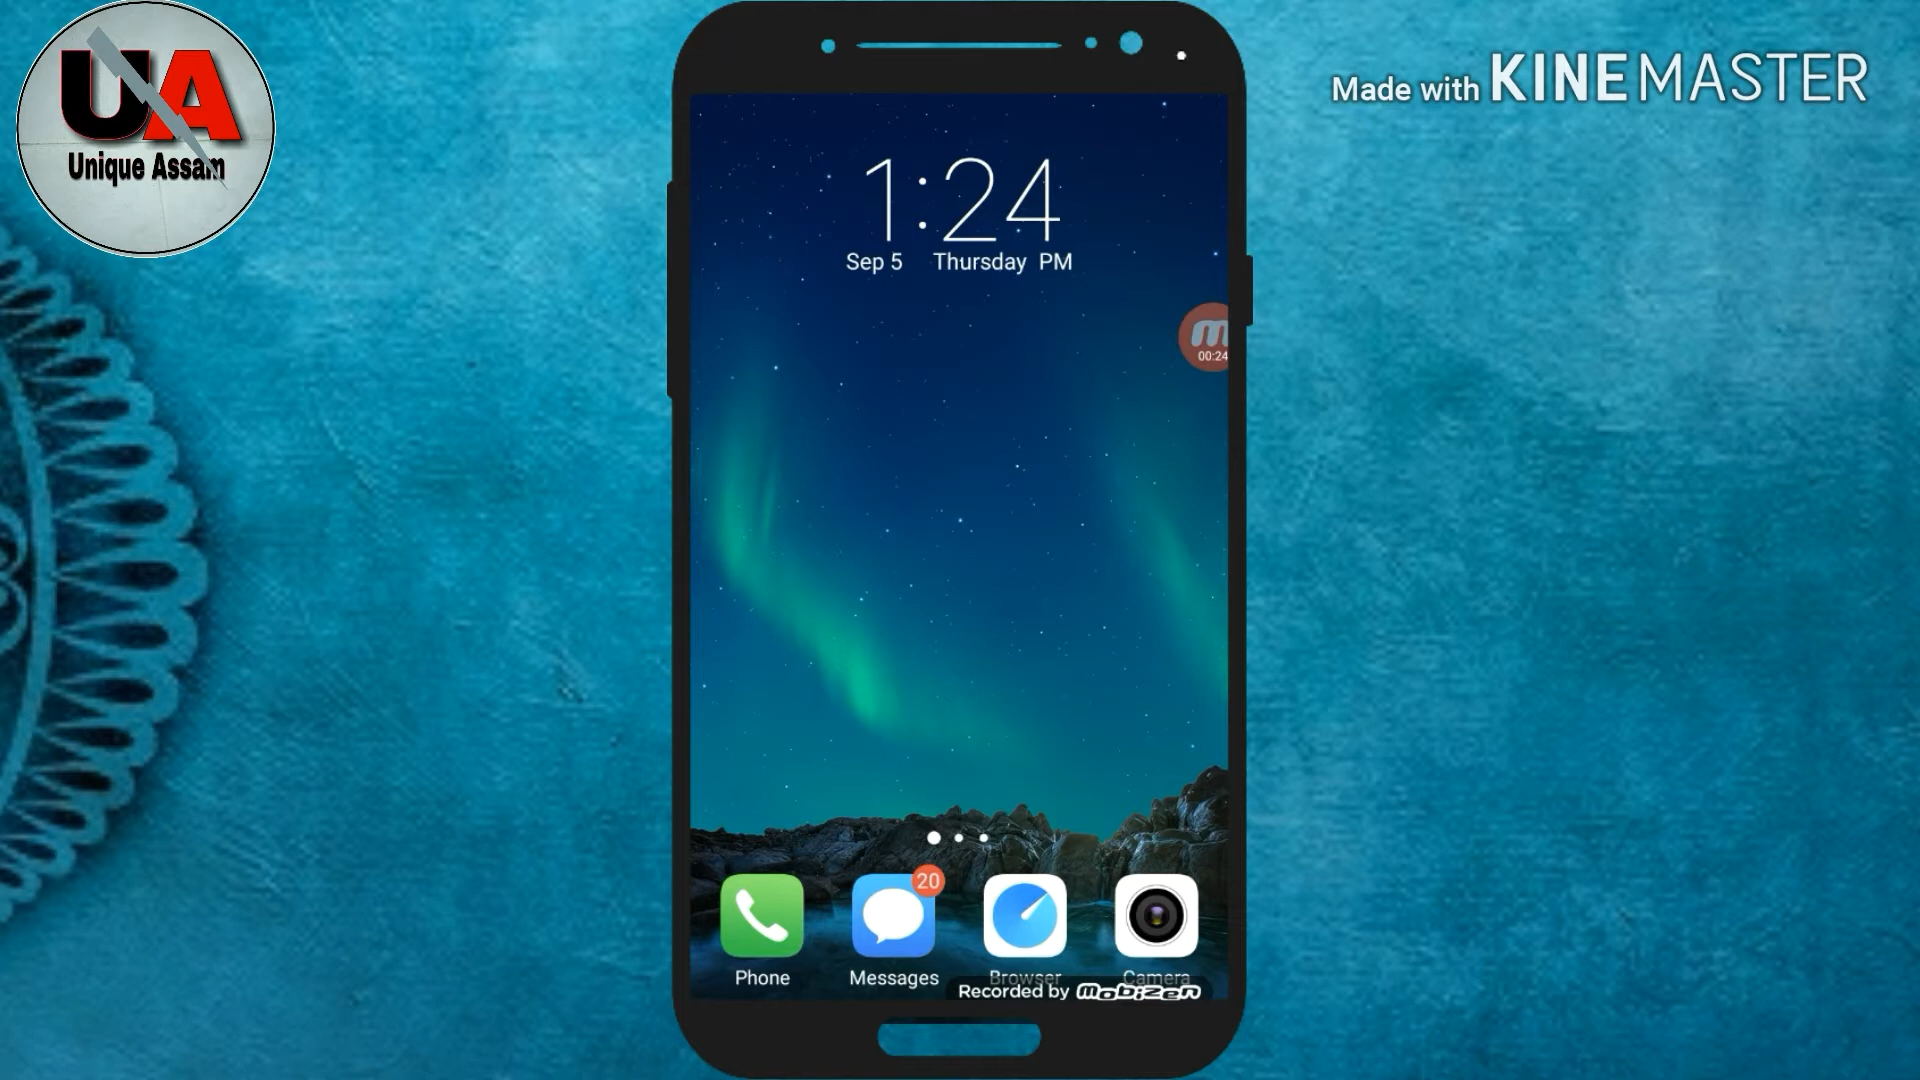 UA
Unique Assam
Made with KINEMASTER
1:24
Sep 5 Thursday PM
m
00:24
20
Phone Messages Browser Camera
Recorded by Mobizen